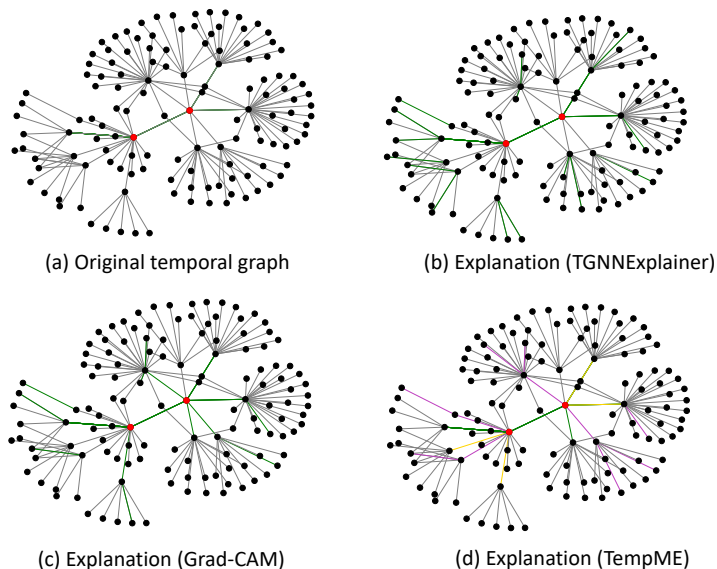 (a) Original temporal graph
(b) Explanation (TGNNExplainer)
(c) Explanation (Grad-CAM)
(d) Explanation (TempME)